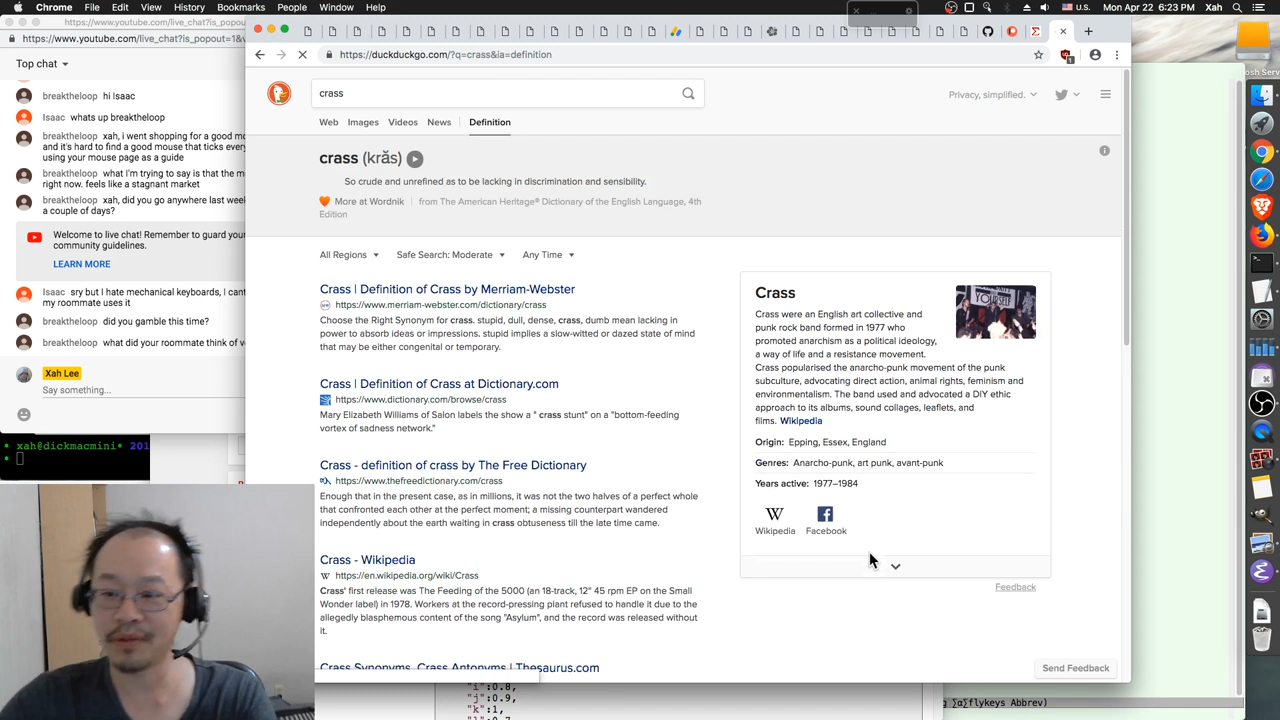 Chrome File Edit View History Bookmarks People Window Help
U.S. Mon Apr 22 6:23 PM Xah
https://www.youtube.com/live_chat?is_popout=1&
https://www.youtube.com/live_chat?is_popout=1&v
Top chat
breaktheloop hi Isaac
Isaac whats up breaktheloop
breaktheloop xah, i went shopping for a good mo
and it's hard to find a good mouse that ticks every
using your mouse page as a guide
breaktheloop what I'm trying to say is that the m
right now. feels like a stagnant market
breaktheloop xah, did you go anywhere last wee
a couple of days?
Welcome to live chat! Remember to guard your
community guidelines.
LEARN MORE
Isaac sry but I hate mechanical keyboards, I cant
my roommate uses it
breaktheloop did you gamble this time?
breaktheloop what did your roommate think of v
Xah Lee
Say something...
xah@dickmacmini 201
https://duckduckgo.com/?q=crass&ia=definition
crass
Privacy, simplified.
Web Images Videos News Definition
crass (krăs)
So crude and unrefined as to be lacking in discrimination and sensibility.
More at Wordnik from The American Heritage® Dictionary of the English Language, 4th
Edition
All Regions Safe Search: Moderate Any Time
Crass | Definition of Crass by Merriam-Webster
https://www.merriam-webster.com/dictionary/crass
Choose the Right Synonym for crass. stupid, dull, dense, crass, dumb mean lacking in
power to absorb ideas or impressions. stupid implies a slow-witted or dazed state of mind
that may be either congenital or temporary.
Crass | Definition of Crass at Dictionary.com
https://www.dictionary.com/browse/crass
Mary Elizabeth Williams of Salon labels the show a " crass stunt" on a "bottom-feeding
vortex of sadness network."
Crass - definition of crass by The Free Dictionary
https://www.thefreedictionary.com/crass
Enough that in the present case, as in millions, it was not the two halves of a perfect whole
that confronted each other at the perfect moment; a missing counterpart wandered
independently about the earth waiting in crass obtuseness till the late time came.
Crass - Wikipedia
https://en.wikipedia.org/wiki/Crass
Crass' first release was The Feeding of the 5000 (an 18-track, 12" 45 rpm EP on the Small
Wonder label) in 1978. Workers at the record-pressing plant refused to handle it due to the
allegedly blasphemous content of the song "Asylum", and the record was released without
it.
Crass Synonyms, Crass Antonyms | Thesaurus.com
Crass
Crass were an English art collective and
punk rock band formed in 1977 who
promoted anarchism as a political ideology,
a way of life and a resistance movement.
Crass popularised the anarcho-punk movement of the punk
subculture, advocating direct action, animal rights, feminism and
environmentalism. The band used and advocated a DIY ethic
approach to its albums, sound collages, leaflets, and
films. Wikipedia
Origin: Epping, Essex, England
Genres: Anarcho-punk, art punk, avant-punk
Years active: 1977–1984
Wikipedia Facebook
Feedback
Send Feedback
"j":0.9,
"k":1,
g ∑α∑flykeys Abbrev)